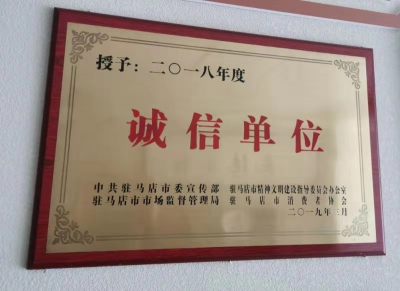 授予：二〇一八年度
诚信单位
中共驻马店市委宣传部 驻马店市精神文明建设指导委员会办公室
驻马店市市场监督管理局 驻马店市消费者协会
二〇一九年三月